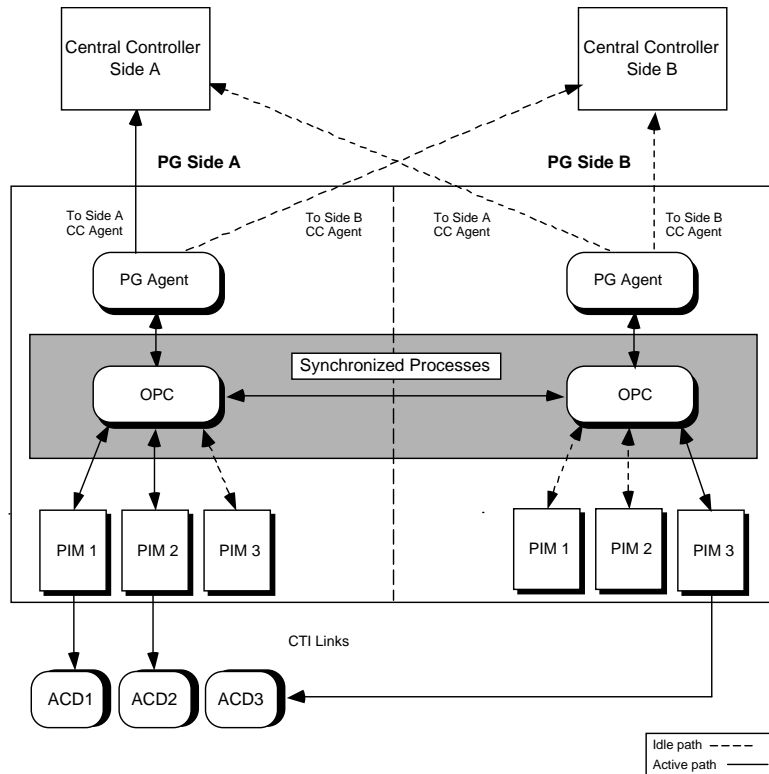 Central Controller
Side A
Central Controller
Side B
PG Side A
PG Side B
To Side A
CC Agent
To Side B
CC Agent
To Side A
CC Agent
To Side B
CC Agent
PG Agent
PG Agent
Synchronized Processes
OPC
OPC
PIM 1
PIM 2
PIM 3
PIM 1
PIM 2
PIM 3
CTI Links
ACD1
ACD2
ACD3
Idle path
Active path